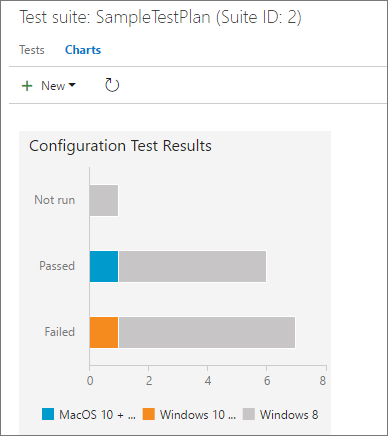 Test suite: SampleTestPlan (Suite ID: 2)
Tests Charts
+ New
Configuration Test Results
Not run
Passed
Failed
0 2 4 6 8
MacOS 10 + ... Windows 10 ... Windows 8